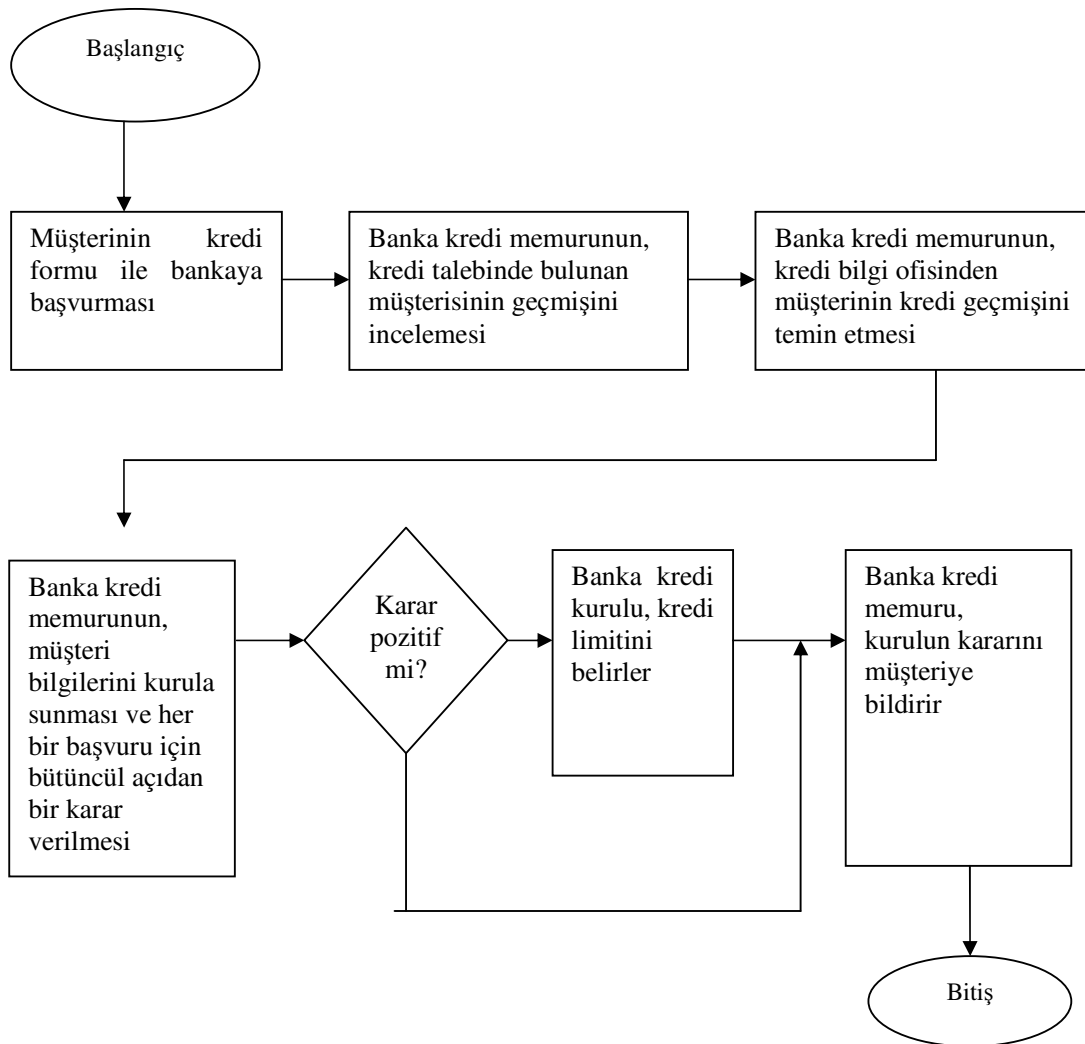 Başlangıç
Müşterinin kredi
formu ile bankaya
başvurması
Banka kredi memurunun,
kredi talebinde bulunan
müşterisinin geçmişini
incelemesi
Banka kredi memurunun,
kredi bilgi ofisinden
müşterinin kredi geçmişini
temin etmesi
Banka kredi
memurunun,
müşteri
bilgilerini kurula
sunması ve her
bir başvuru için
bütüncül açıdan
bir karar
verilmesi
Karar
pozitif
mi?
Banka kredi
kurulu, kredi
limitini
belirler
Banka kredi
memuru,
kurulun kararını
müşteriye
bildirir
Bitiş